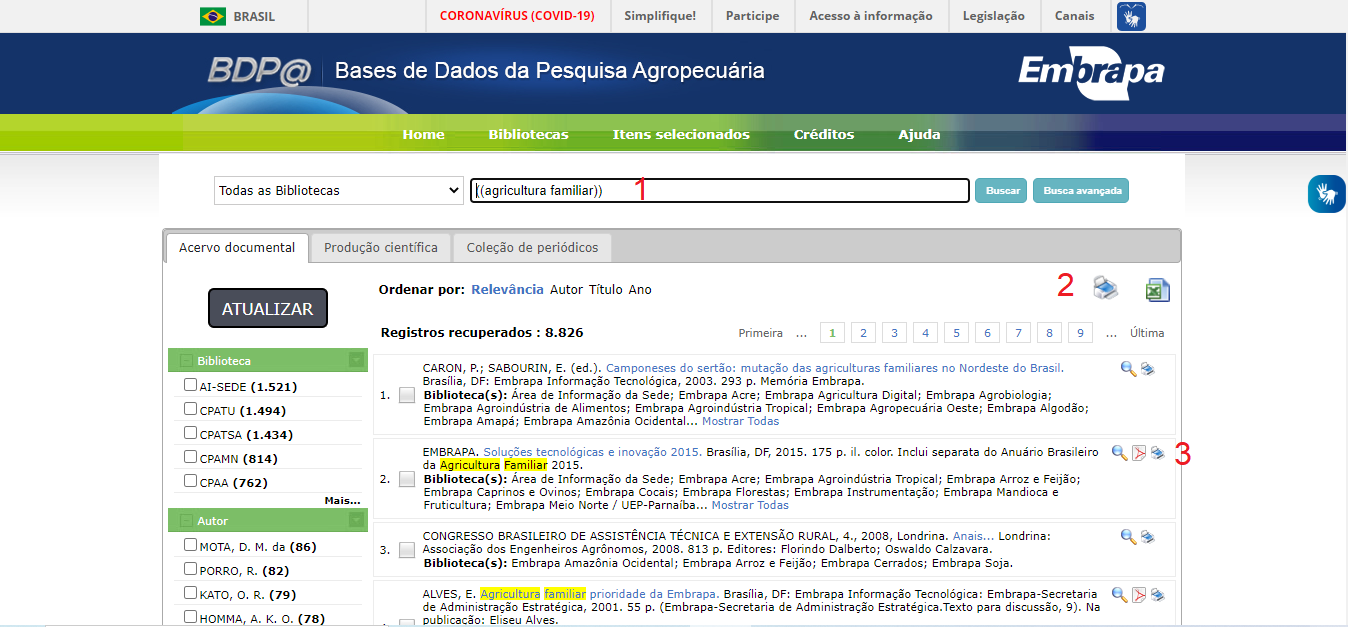 BRASIL
CORONAVÍRUS (COVID-19)
Simplifique!
Participe
Acesso à informação
Legislação
Canais
BDP@
Bases de Dados da Pesquisa Agropecuária
Embrapa
Home
Bibliotecas
Itens selecionados
Créditos
Ajuda
Todas as Bibliotecas
((agricultura familiar))
1
Buscar
Busca avançada
Acervo documental
Produção científica
Coleção de periódicos
ATUALIZAR
Ordenar por: Relevância Autor Título Ano
2
Registros recuperados : 8.826
Primeira ... 1 2 3 4 5 6 7 8 9 ... Última
Biblioteca
AI-SEDE (1.521)
CPATU (1.494)
CPATSA (1.434)
CPAMN (814)
CPAA (762)
Mais...
Autor
MOTA, D. M. da (86)
PORRO, R. (82)
KATO, O. R. (79)
HOMMA, A. K. O. (78)
1.
CARON, P.; SABOURIN, E. (ed.). Camponeses do sertão: mutação das agriculturas familiares no Nordeste do Brasil.
Brasília, DF: Embrapa Informação Tecnológica, 2003. 293 p. Memória Embrapa.
Biblioteca(s): Área de Informação da Sede; Embrapa Acre; Embrapa Agricultura Digital; Embrapa Agrobiologia;
Embrapa Agroindústria de Alimentos; Embrapa Agroindústria Tropical; Embrapa Agropecuária Oeste; Embrapa Algodão;
Embrapa Amapá; Embrapa Amazônia Ocidental... Mostrar Todas
2.
EMBRAPA. Soluções tecnológicas e inovação 2015. Brasília, DF, 2015. 175 p. il. color. Inclui separata do Anuário Brasileiro
da Agricultura Familiar 2015.
Biblioteca(s): Área de Informação da Sede; Embrapa Acre; Embrapa Agroindústria Tropical; Embrapa Arroz e Feijão;
Embrapa Caprinos e Ovinos; Embrapa Cocais; Embrapa Florestas; Embrapa Instrumentação; Embrapa Mandioca e
Fruticultura; Embrapa Meio Norte / UEP-Parnaíba... Mostrar Todas
3
3.
CONGRESSO BRASILEIRO DE ASSISTÊNCIA TÉCNICA E EXTENSÃO RURAL, 4., 2008, Londrina. Anais... Londrina:
Associação dos Engenheiros Agrônomos, 2008. 813 p. Editores: Florindo Dalberto; Oswaldo Calzavara.
Biblioteca(s): Embrapa Amazônia Ocidental; Embrapa Arroz e Feijão; Embrapa Cerrados; Embrapa Soja.
ALVES, E. Agricultura familiar prioridade da Embrapa. Brasília, DF: Embrapa Informação Tecnológica: Embrapa-Secretaria
de Administração Estratégica, 2001. 55 p. (Embrapa-Secretaria de Administração Estratégica.Texto para discussão, 9). Na
publicação: Eliseu Alves.